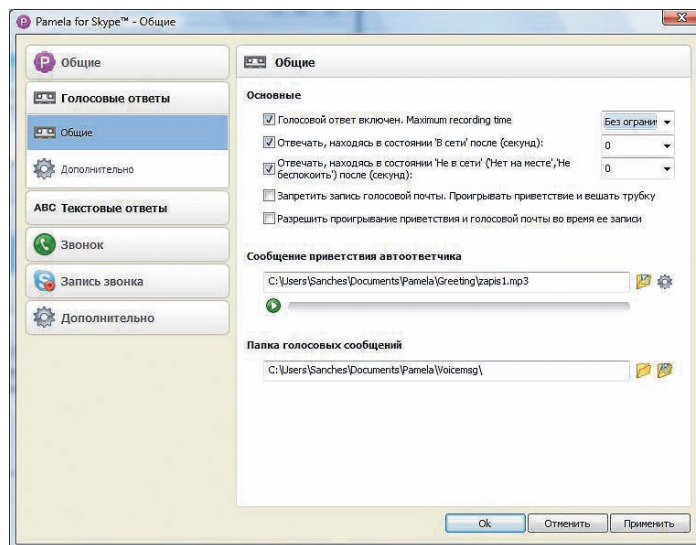 Pamela for Skype™ - Общие
Общие
Голосовые ответы
Общие
Дополнительно
ABC Текстовые ответы
Звонок
Запись звонка
Дополнительно
Общие
Основные
Голосовой ответ включен. Maximum recording time
Без ограни
Отвечать, находясь в состоянии 'В сети' после (секунд):
0
Отвечать, находясь в состоянии 'Не в сети' ('Нет на месте','Не
беспокоить') после (секунд):
0
Запретить запись голосовой почты. Проигрывать приветствие и вешать трубку
Разрешить проигрывание приветствия и голосовой почты во время ее записи
Сообщение приветствия автоответчика
C:\Users\Sanches\Documents\Pamela\Greeting\zapis1.mp3
Папка голосовых сообщений
C:\Users\Sanches\Documents\Pamela\Voicemsg\
Ok
Отменить
Применить